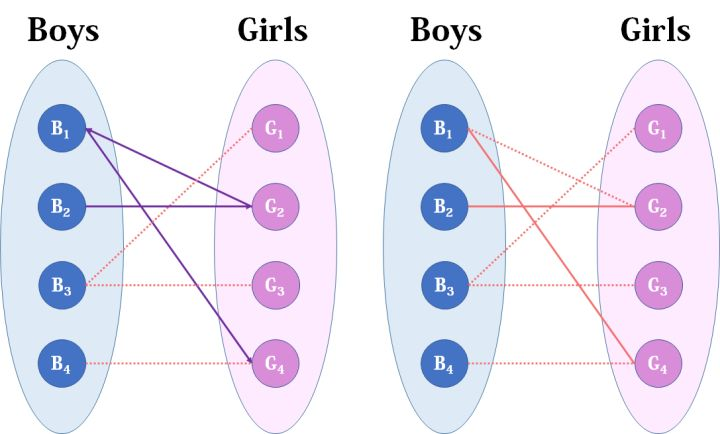 Boys Girls Boys Girls
B₁ G₁ B₁ G₁
B₂ G₂ B₂ G₂
B₃ G₃ B₃ G₃
B₄ G₄ B₄ G₄